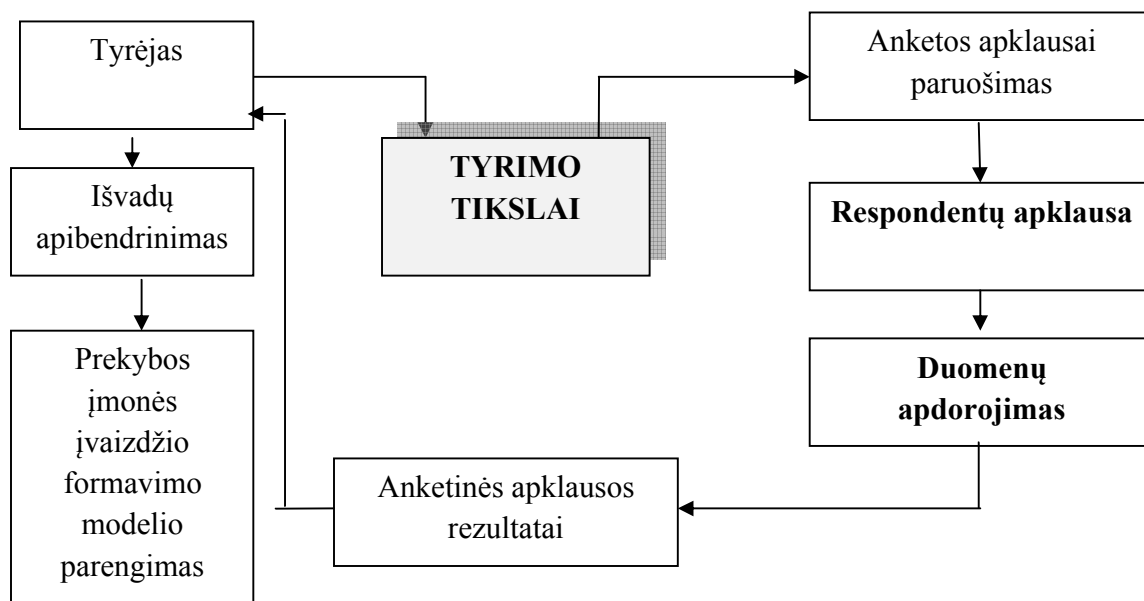 Tyrėjas
Anketos apklausai
paruošimas
TYRIMO
TIKSLAI
Išvadų
apibendrinimas
Respondentų apklausa
Prekybos
įmonės
įvaizdžio
formavimo
modelio
parengimas
Duomenų
apdorojimas
Anketinės apklausos
rezultatai